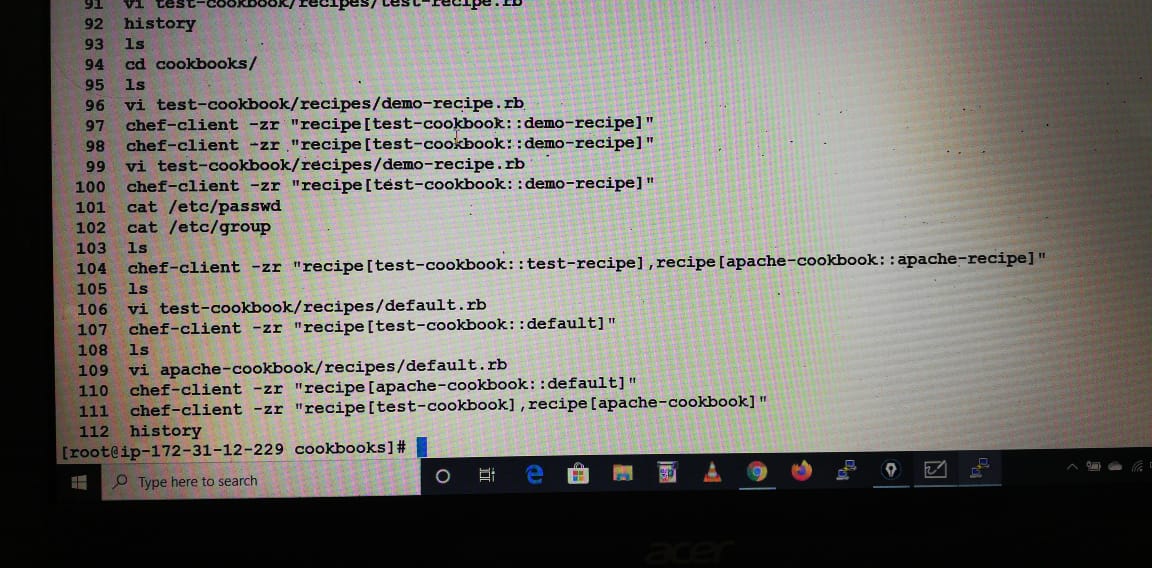 91 vi test-cookbook/recipes/test-recipe.rb
92 history
93 ls
94 cd cookbooks/
95 ls
96 vi test-cookbook/recipes/demo-recipe.rb
97 chef-client -zr "recipe[test-cookbook::demo-recipe]"
98 chef-client -zr "recipe[test-cookbook::demo-recipe]"
99 vi test-cookbook/recipes/demo-recipe.rb
100 chef-client -zr "recipe[test-cookbook::demo-recipe]"
101 cat /etc/passwd
102 cat /etc/group
103 ls
104 chef-client -zr "recipe[test-cookbook::test-recipe],recipe[apache-cookbook::apache-recipe]"
105 ls
106 vi test-cookbook/recipes/default.rb
107 chef-client -zr "recipe[test-cookbook::default]"
108 ls
109 vi apache-cookbook/recipes/default.rb
110 chef-client -zr "recipe[apache-cookbook::default]"
111 chef-client -zr "recipe[test-cookbook],recipe[apache-cookbook]"
112 history
[root@ip-172-31-12-229 cookbooks]#
Type here to search
acer